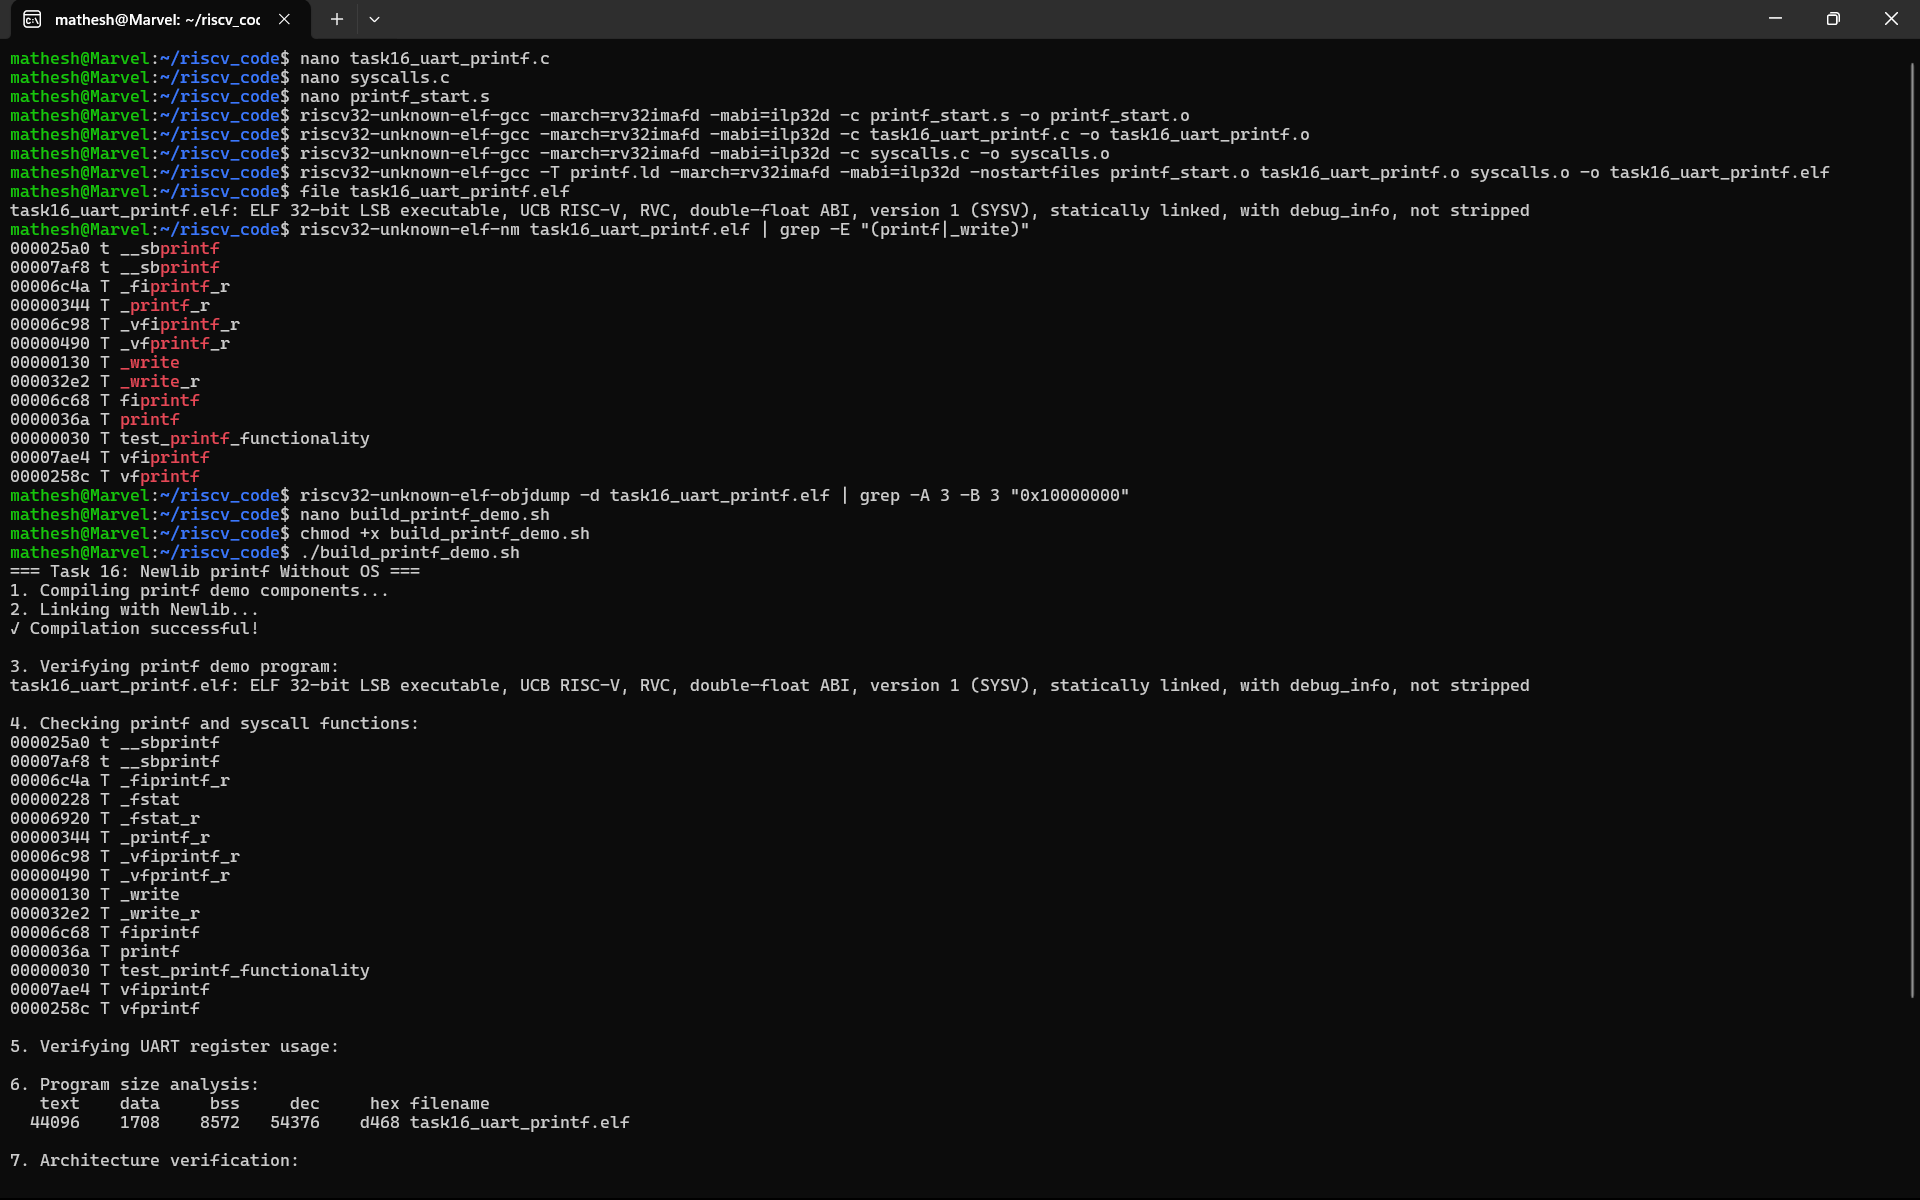 mathesh@Marvel: ~/riscv_coc
mathesh@Marvel:~/riscv_code$ nano task16_uart_printf.c
mathesh@Marvel:~/riscv_code$ nano syscalls.c
mathesh@Marvel:~/riscv_code$ nano printf_start.s
mathesh@Marvel:~/riscv_code$ riscv32-unknown-elf-gcc -march=rv32imafd -mabi=ilp32d -c printf_start.s -o printf_start.o
mathesh@Marvel:~/riscv_code$ riscv32-unknown-elf-gcc -march=rv32imafd -mabi=ilp32d -c task16_uart_printf.c -o task16_uart_printf.o
mathesh@Marvel:~/riscv_code$ riscv32-unknown-elf-gcc -march=rv32imafd -mabi=ilp32d -c syscalls.c -o syscalls.o
mathesh@Marvel:~/riscv_code$ riscv32-unknown-elf-gcc -T printf.ld -march=rv32imafd -mabi=ilp32d -nostartfiles printf_start.o task16_uart_printf.o syscalls.o -o task16_uart_printf.elf
mathesh@Marvel:~/riscv_code$ file task16_uart_printf.elf
task16_uart_printf.elf: ELF 32-bit LSB executable, UCB RISC-V, RVC, double-float ABI, version 1 (SYSV), statically linked, with debug_info, not stripped
mathesh@Marvel:~/riscv_code$ riscv32-unknown-elf-nm task16_uart_printf.elf | grep -E "(printf|_write)"
000025a0 t __sbprintf
00007af8 t __sbprintf
00006c4a T _fiprintf_r
00000344 T _printf_r
00006c98 T _vfiprintf_r
00000490 T _vfprintf_r
00000130 T _write
000032e2 T _write_r
00006c68 T fiprintf
0000036a T printf
00000030 T test_printf_functionality
00007ae4 T vfiprintf
0000258c T vfprintf
mathesh@Marvel:~/riscv_code$ riscv32-unknown-elf-objdump -d task16_uart_printf.elf | grep -A 3 -B 3 "0x10000000"
mathesh@Marvel:~/riscv_code$ nano build_printf_demo.sh
mathesh@Marvel:~/riscv_code$ chmod +x build_printf_demo.sh
mathesh@Marvel:~/riscv_code$ ./build_printf_demo.sh
=== Task 16: Newlib printf Without OS ===
1. Compiling printf demo components...
2. Linking with Newlib...
√ Compilation successful!
3. Verifying printf demo program:
task16_uart_printf.elf: ELF 32-bit LSB executable, UCB RISC-V, RVC, double-float ABI, version 1 (SYSV), statically linked, with debug_info, not stripped
4. Checking printf and syscall functions:
000025a0 t __sbprintf
00007af8 t __sbprintf
00006c4a T _fiprintf_r
00000228 T _fstat
00006920 T _fstat_r
00000344 T _printf_r
00006c98 T _vfiprintf_r
00000490 T _vfprintf_r
00000130 T _write
000032e2 T _write_r
00006c68 T fiprintf
0000036a T printf
00000030 T test_printf_functionality
00007ae4 T vfiprintf
0000258c T vfprintf
5. Verifying UART register usage:
6. Program size analysis:
text data bss dec hex filename
44096 1708 8572 54376 d468 task16_uart_printf.elf
7. Architecture verification: